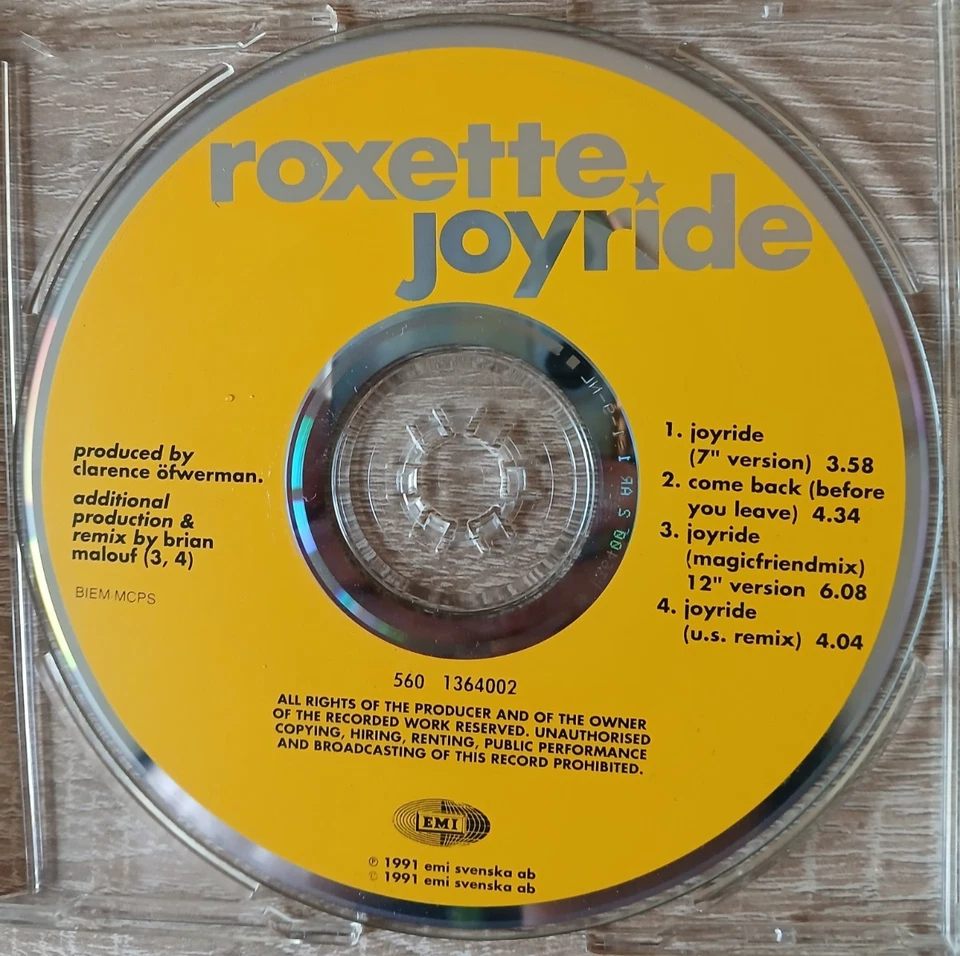 roxette
joyride
produced by
clarence öfwerman.
additional
production &
remix by brian
malouf (3, 4)
BIEM MCPS
1. joyride
(7" version) 3.58
2. come back (before
you leave) 4.34
3. joyride
(magicfriendmix)
12" version 6.08
4. joyride
(u.s. remix) 4.04
560 1364002
ALL RIGHTS OF THE PRODUCER AND OF THE OWNER
OF THE RECORDED WORK RESERVED. UNAUTHORISED
COPYING, HIRING, RENTING, PUBLIC PERFORMANCE
AND BROADCASTING OF THIS RECORD PROHIBITED.
EMI
℗ 1991 emi svenska ab
© 1991 emi svenska ab